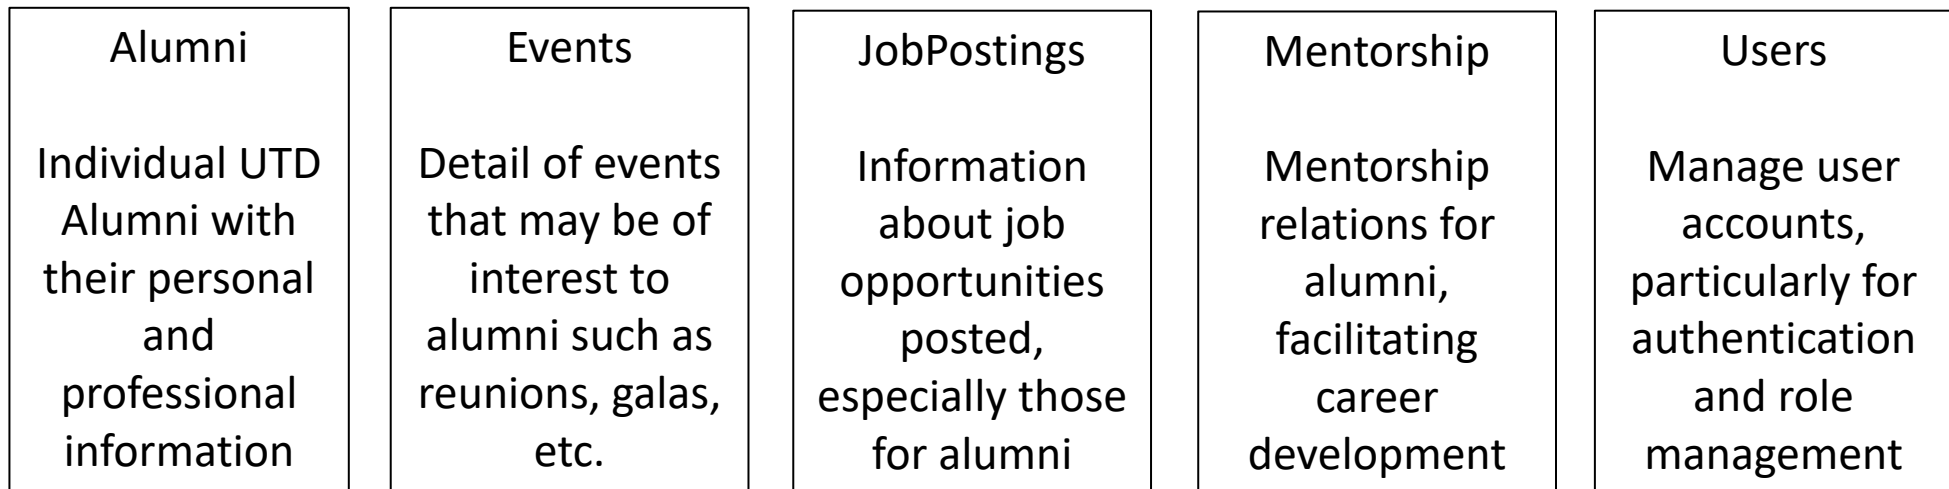 Alumni
Individual UTD
Alumni with
their personal
and
professional
information
Events
Detail of events
that may be of
interest to
alumni such as
reunions, galas,
etc.
JobPostings
Information
about job
opportunities
posted,
especially those
for alumni
Mentorship
Mentorship
relations for
alumni,
facilitating
career
development
Users
Manage user
accounts,
particularly for
authentication
and role
management